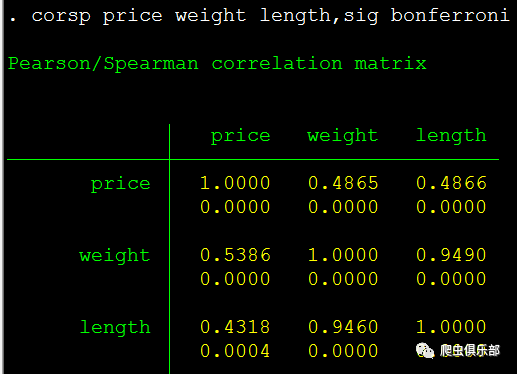 . corsp price weight length,sig bonferroni
Pearson/Spearman correlation matrix
price weight length
price 1.0000 0.4865 0.4866
0.0000 0.0000 0.0000
weight 0.5386 1.0000 0.9490
0.0000 0.0000 0.0000
length 0.4318 0.9460 1.0000
0.0004 0.0000
爬虫俱乐部